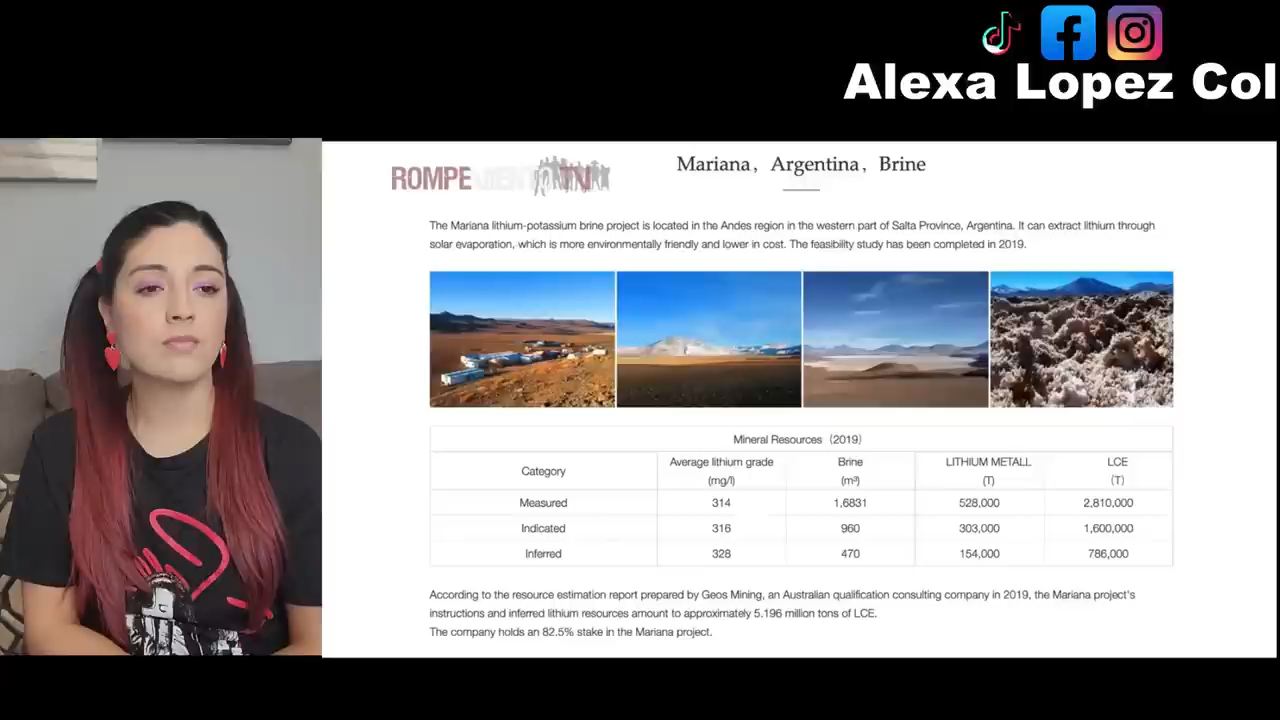 Alexa Lopez Col
ROMPEVIENTO TV
Mariana, Argentina, Brine
The Mariana lithium-potassium brine project is located in the Andes region in the western part of Salta Province, Argentina. It can extract lithium through
solar evaporation, which is more environmentally friendly and lower in cost. The feasibility study has been completed in 2019.
Mineral Resources (2019)
Category Average lithium grade (mg/l) Brine (m³) LITHIUM METALL (T) LCE (T)
Measured 314 1,6831 528,000 2,810,000
Indicated 316 960 303,000 1,600,000
Inferred 328 470 154,000 786,000
According to the resource estimation report prepared by Geos Mining, an Australian qualification consulting company in 2019, the Mariana project's
instructions and inferred lithium resources amount to approximately 5.196 million tons of LCE.
The company holds an 82.5% stake in the Mariana project.